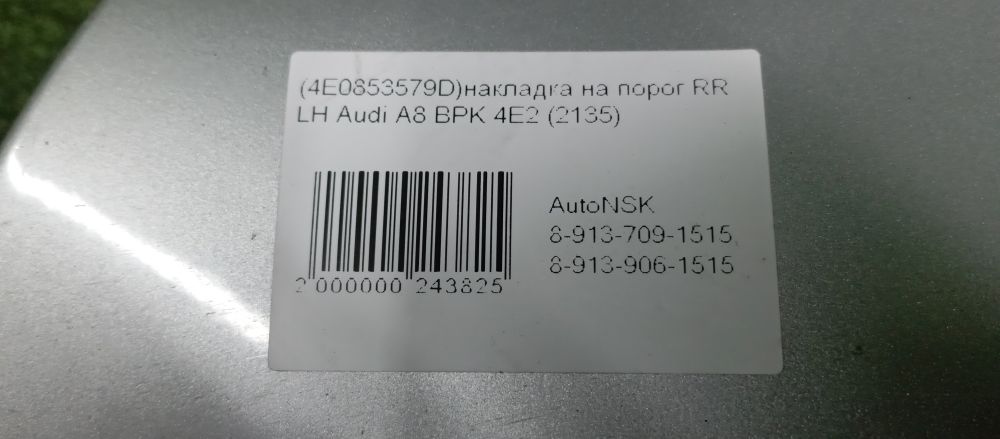 (4E0853579D)накладка на порог RR
LH Audi A8 BPK 4E2 (2135)
AutoNSK
8-913-709-1515,
8-913-906-1515
2 000000 243825